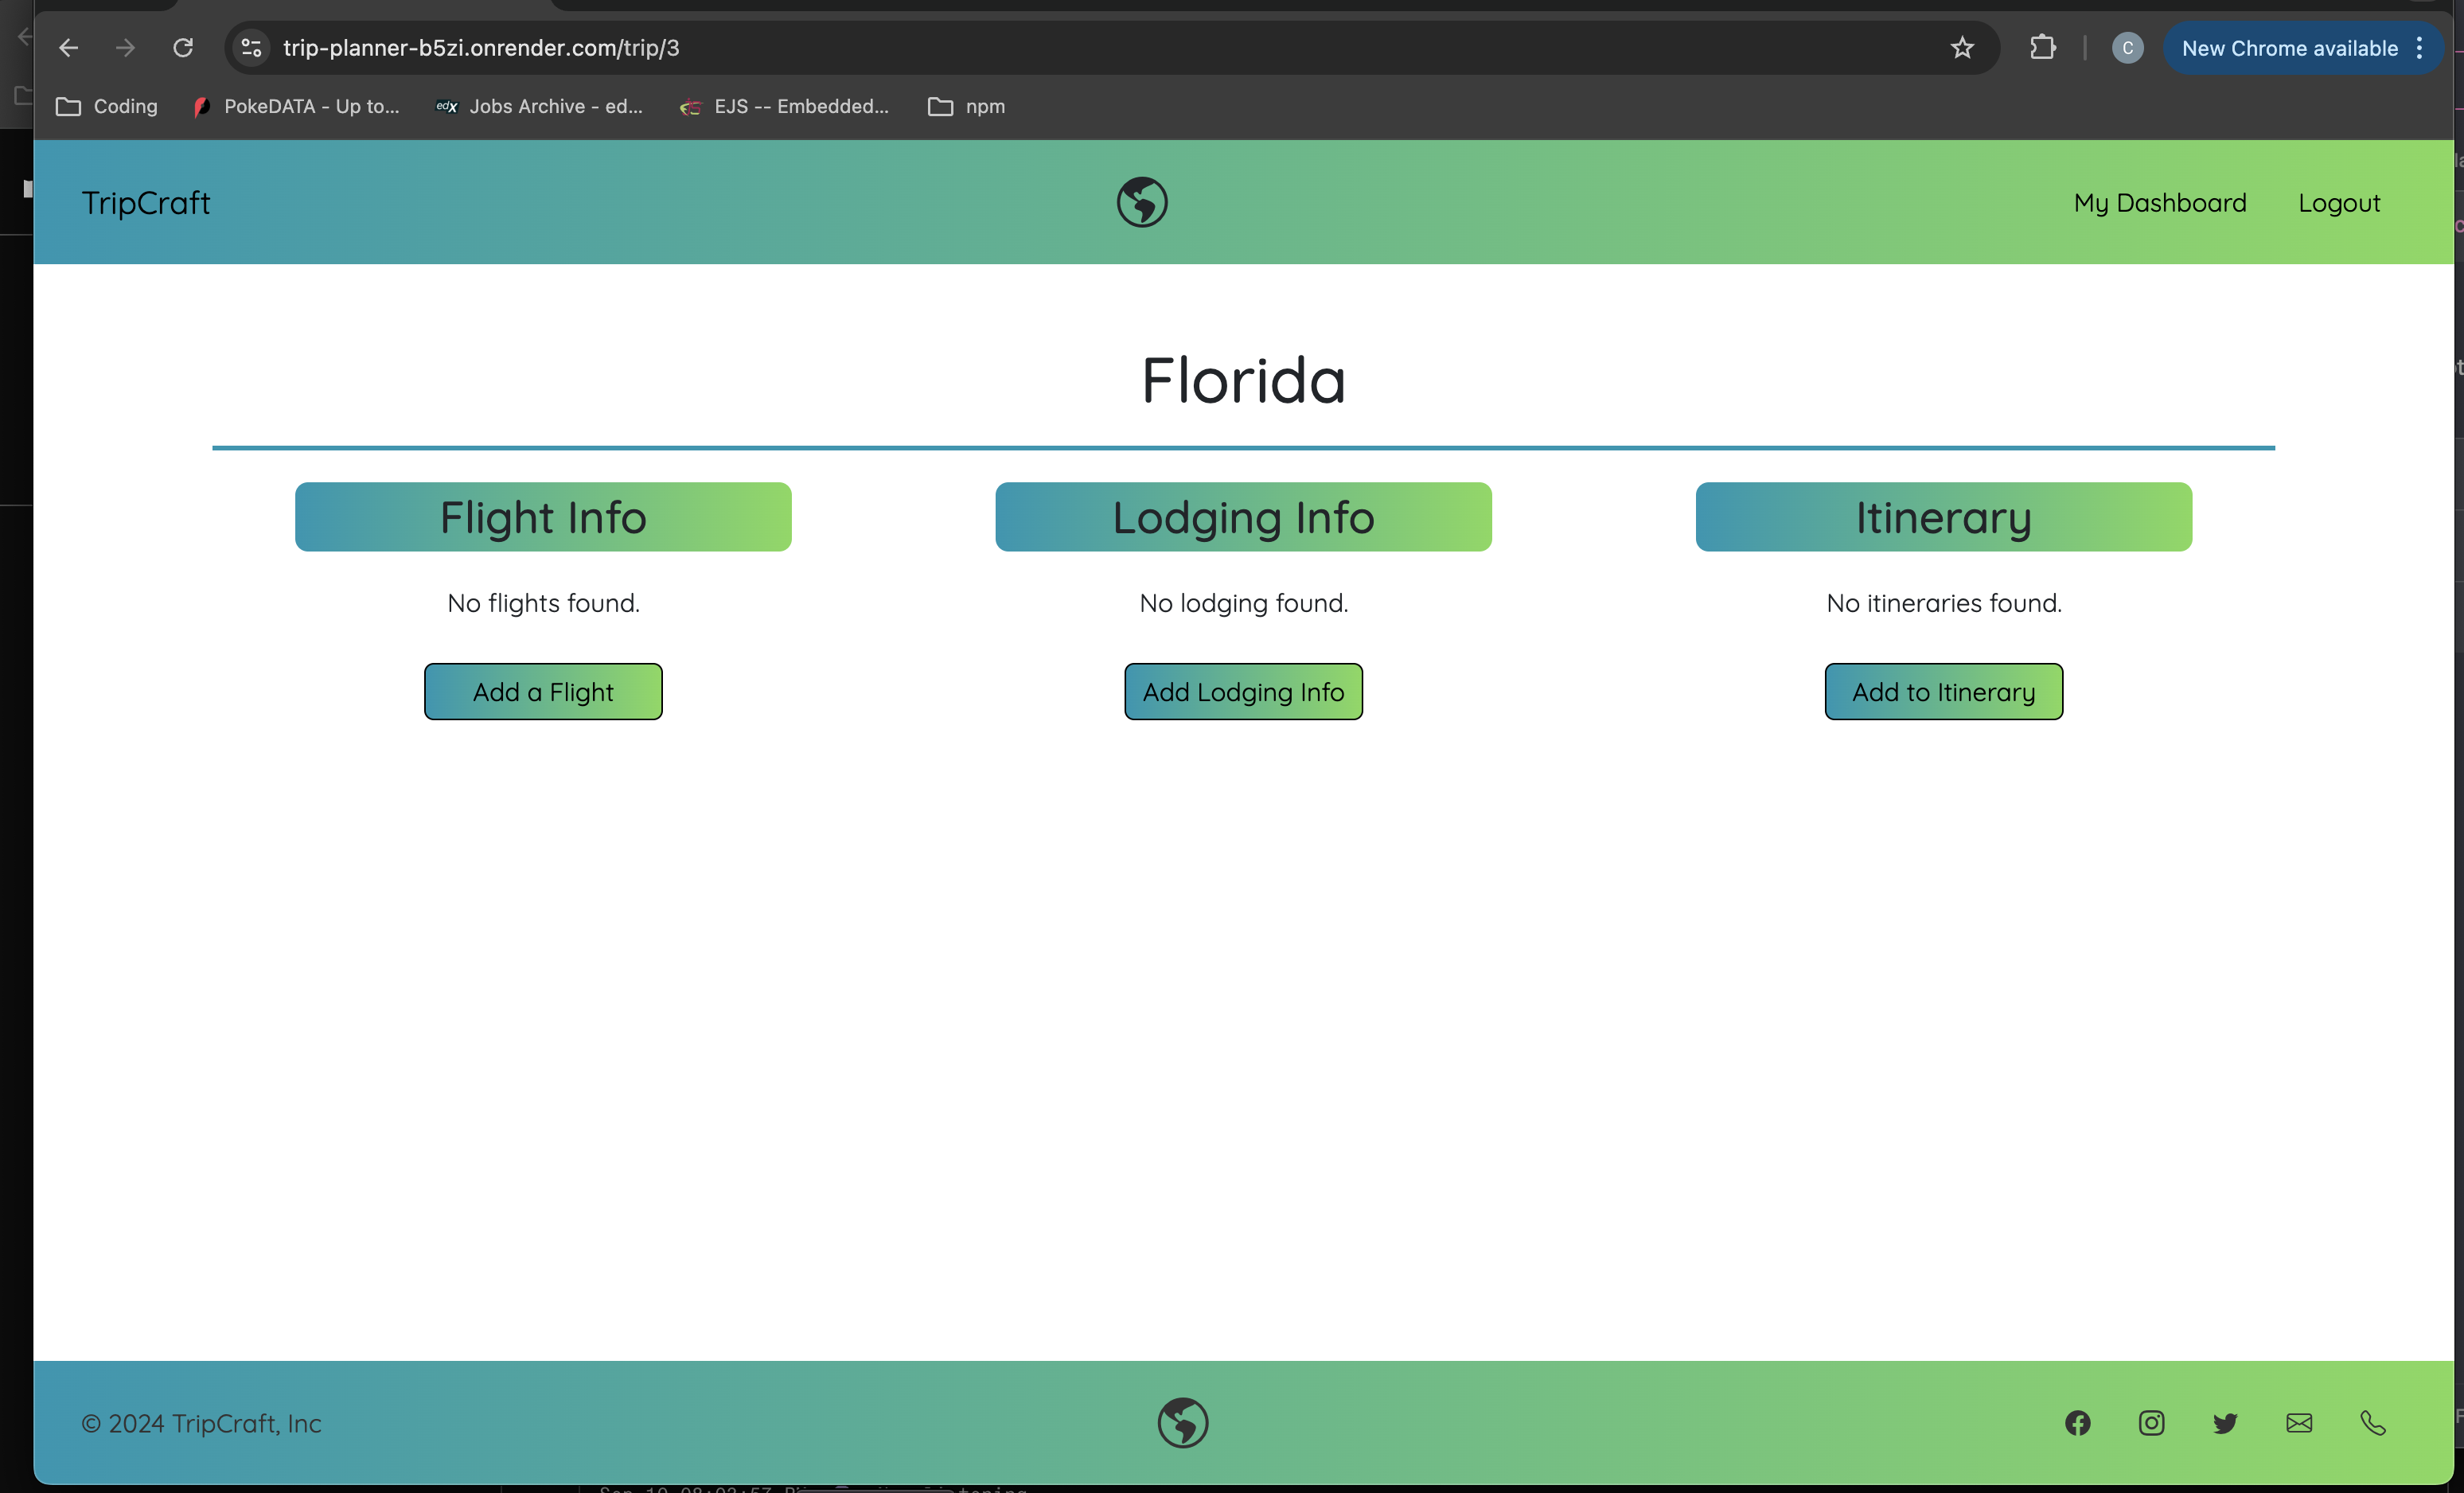 trip-planner-b5zi.onrender.com/trip/3
C
New Chrome available
Coding
PokeDATA - Up to...
edX
Jobs Archive - ed...
EJS -- Embedded...
npm
TripCraft
My Dashboard
Logout
Florida
Flight Info
Lodging Info
Itinerary
No flights found.
No lodging found.
No itineraries found.
Add a Flight
Add Lodging Info
Add to Itinerary
© 2024 TripCraft, Inc